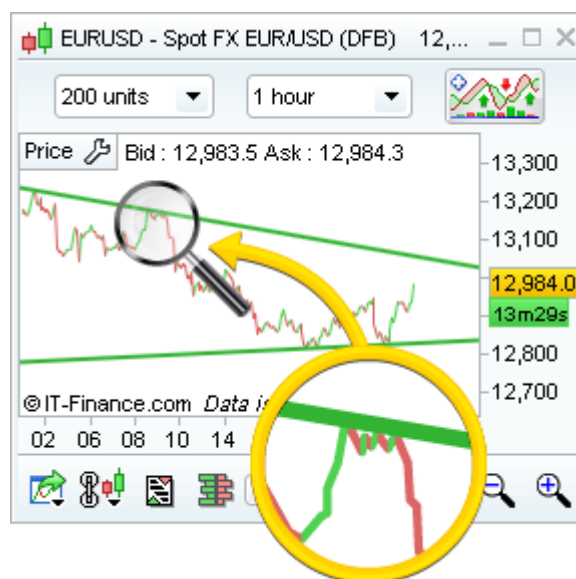 EURUSD - Spot FX EUR/USD (DFB) 12,...
200 units 1 hour
Price Bid : 12,983.5 Ask : 12,984.3
13,300
13,200
13,100
12,984.0
13m29s
12,800
12,700
© IT-Finance.com Data is
02 06 08 10 14